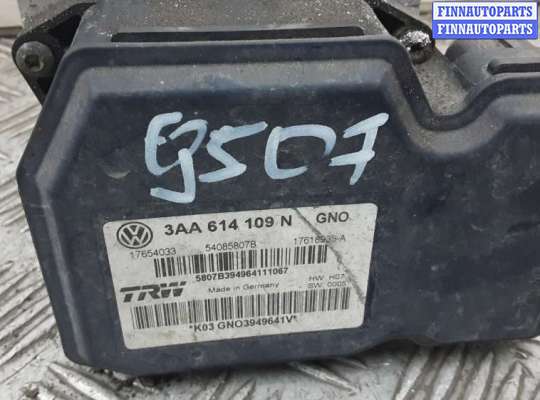 FINNAUTOPARTS
FINNAUTOPARTS
9507
3AA 614 109 N GNO
17654033 54085807B 17618939-A
5807B394964111067
TRW Made in Germany HW: H07
SW: 0005
*K03 GNO3949641V*